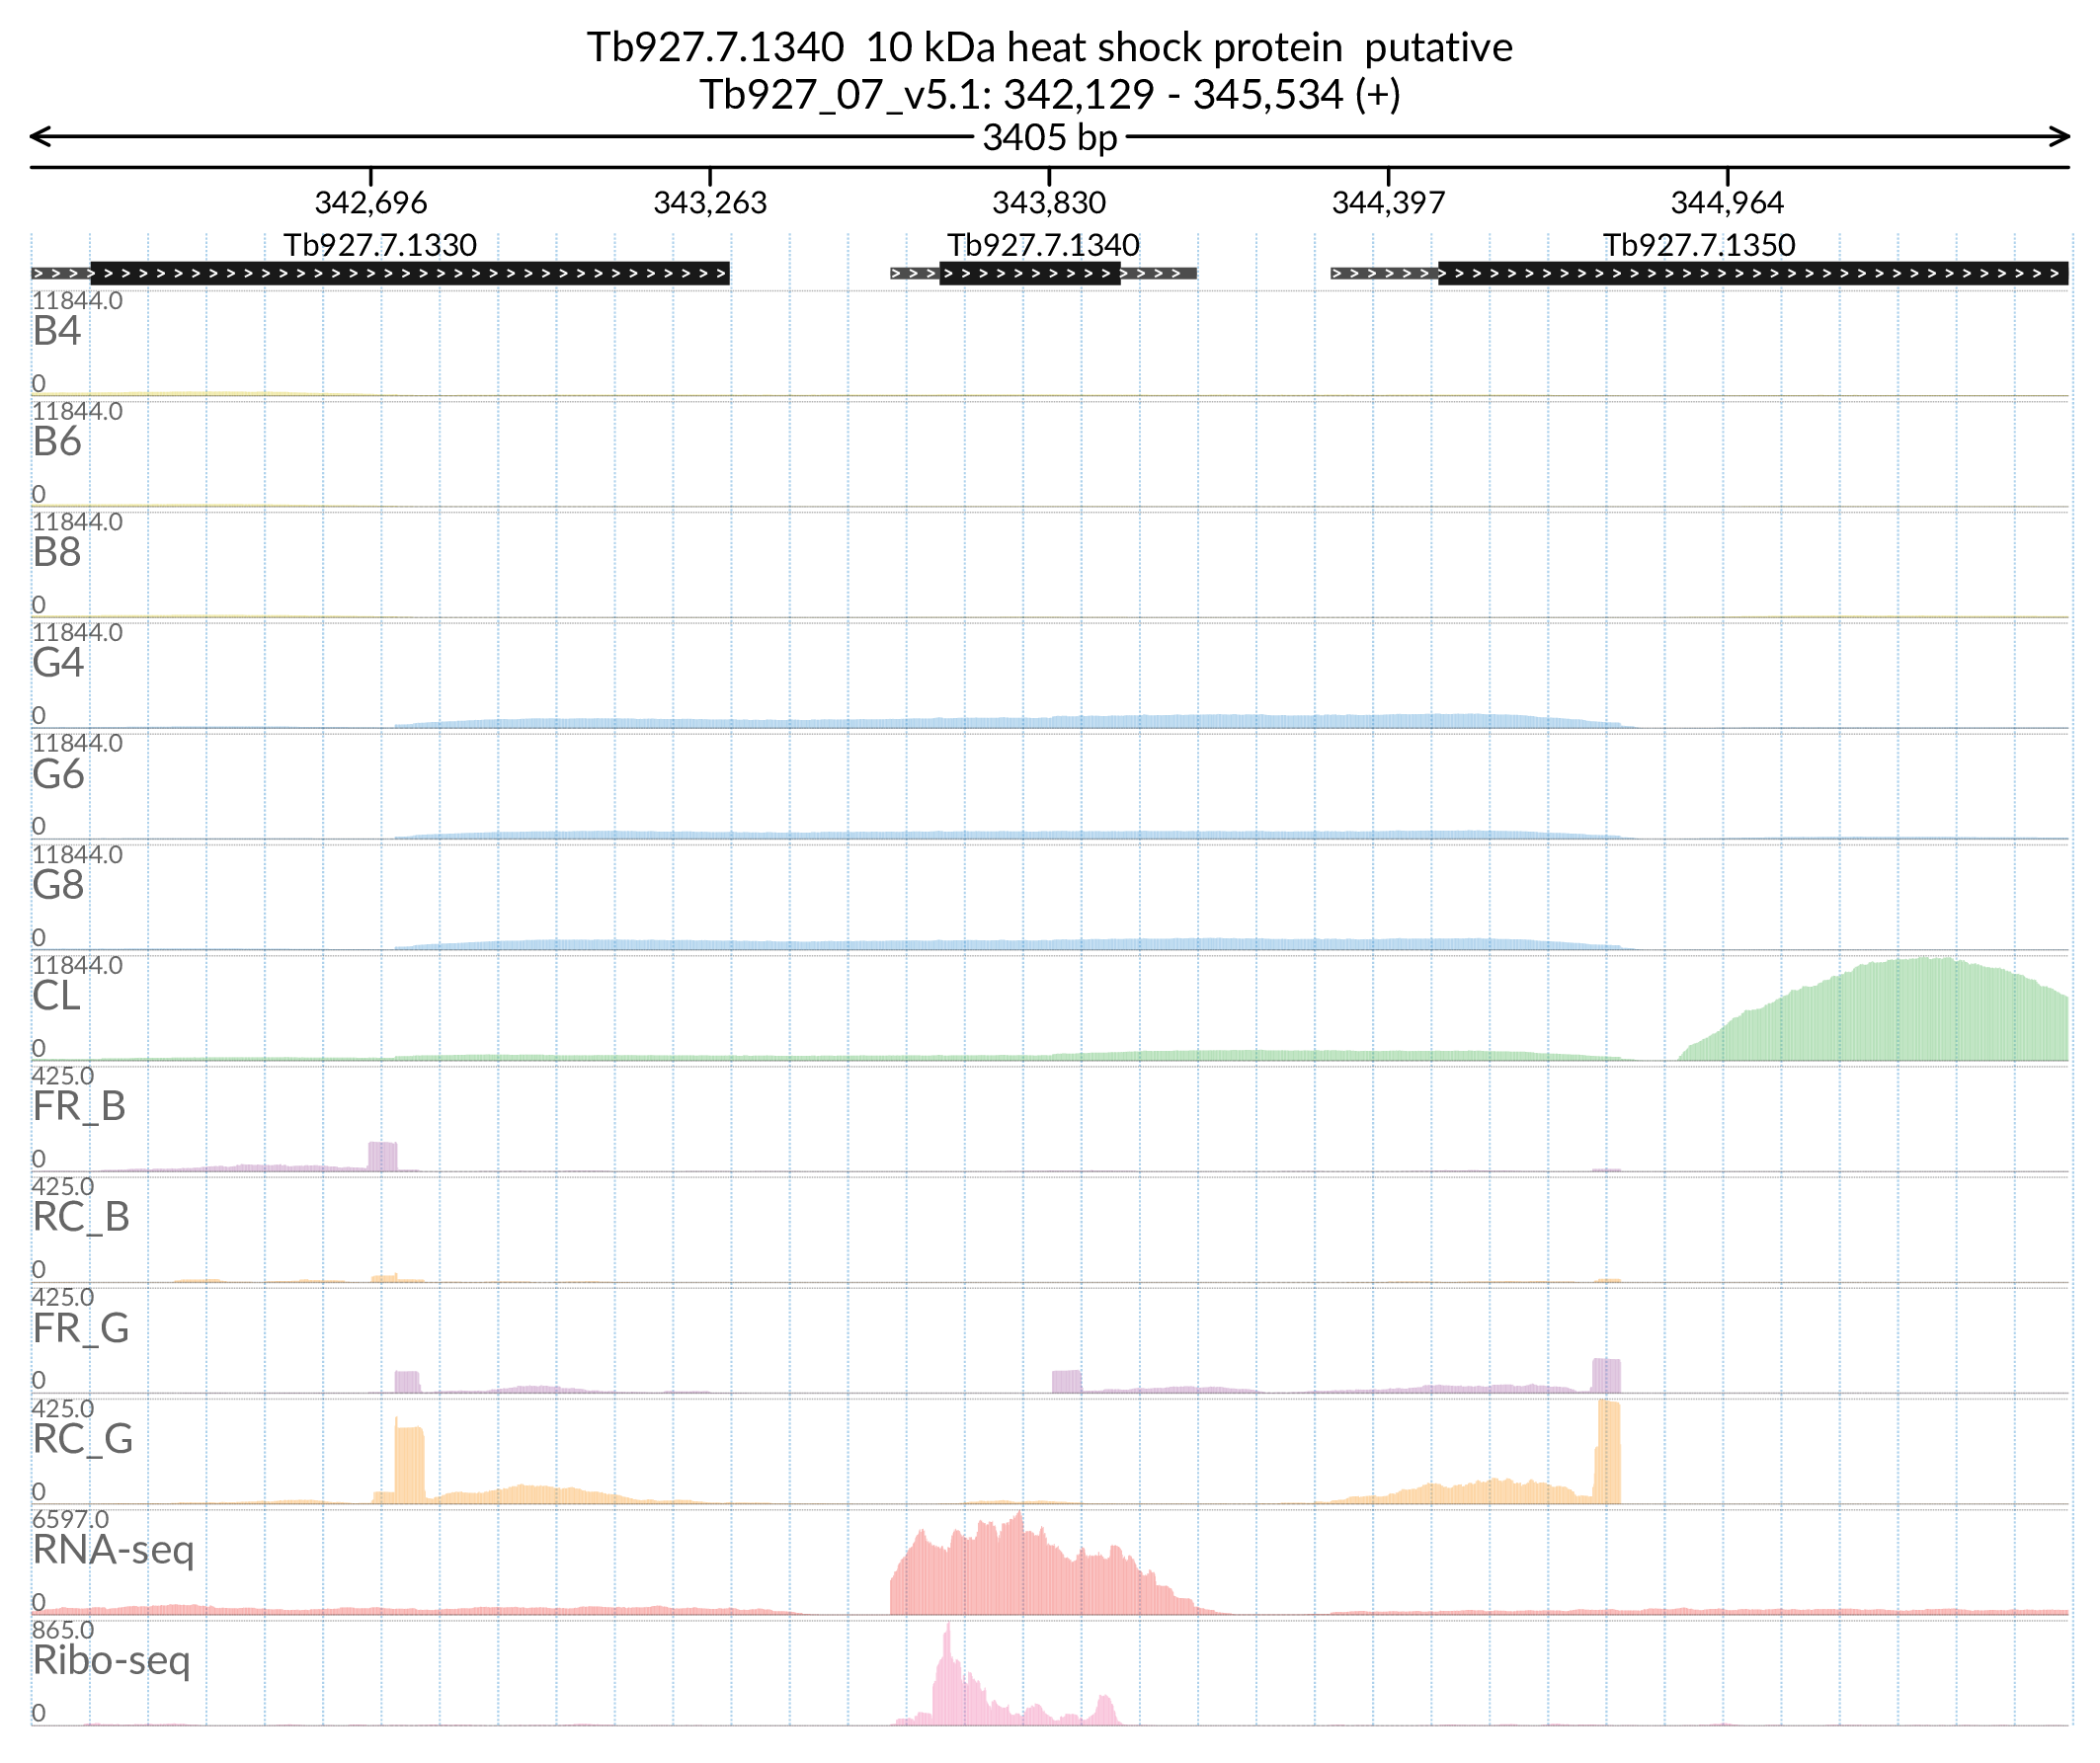 Tb927.7.1340  10 kDa heat shock protein  putative
Tb927_07_v5.1: 342,129 - 345,534 (+)
3405 bp
342,696 343,263 343,830 344,397 344,964
Tb927.7.1330 Tb927.7.1340 Tb927.7.1350
11844.0
B4
0
11844.0
B6
0
11844.0
B8
0
11844.0
G4
0
11844.0
G6
0
11844.0
G8
0
11844.0
CL
0
425.0
FR_B
0
425.0
RC_B
0
425.0
FR_G
0
425.0
RC_G
0
6597.0
RNA-seq
0
865.0
Ribo-seq
0